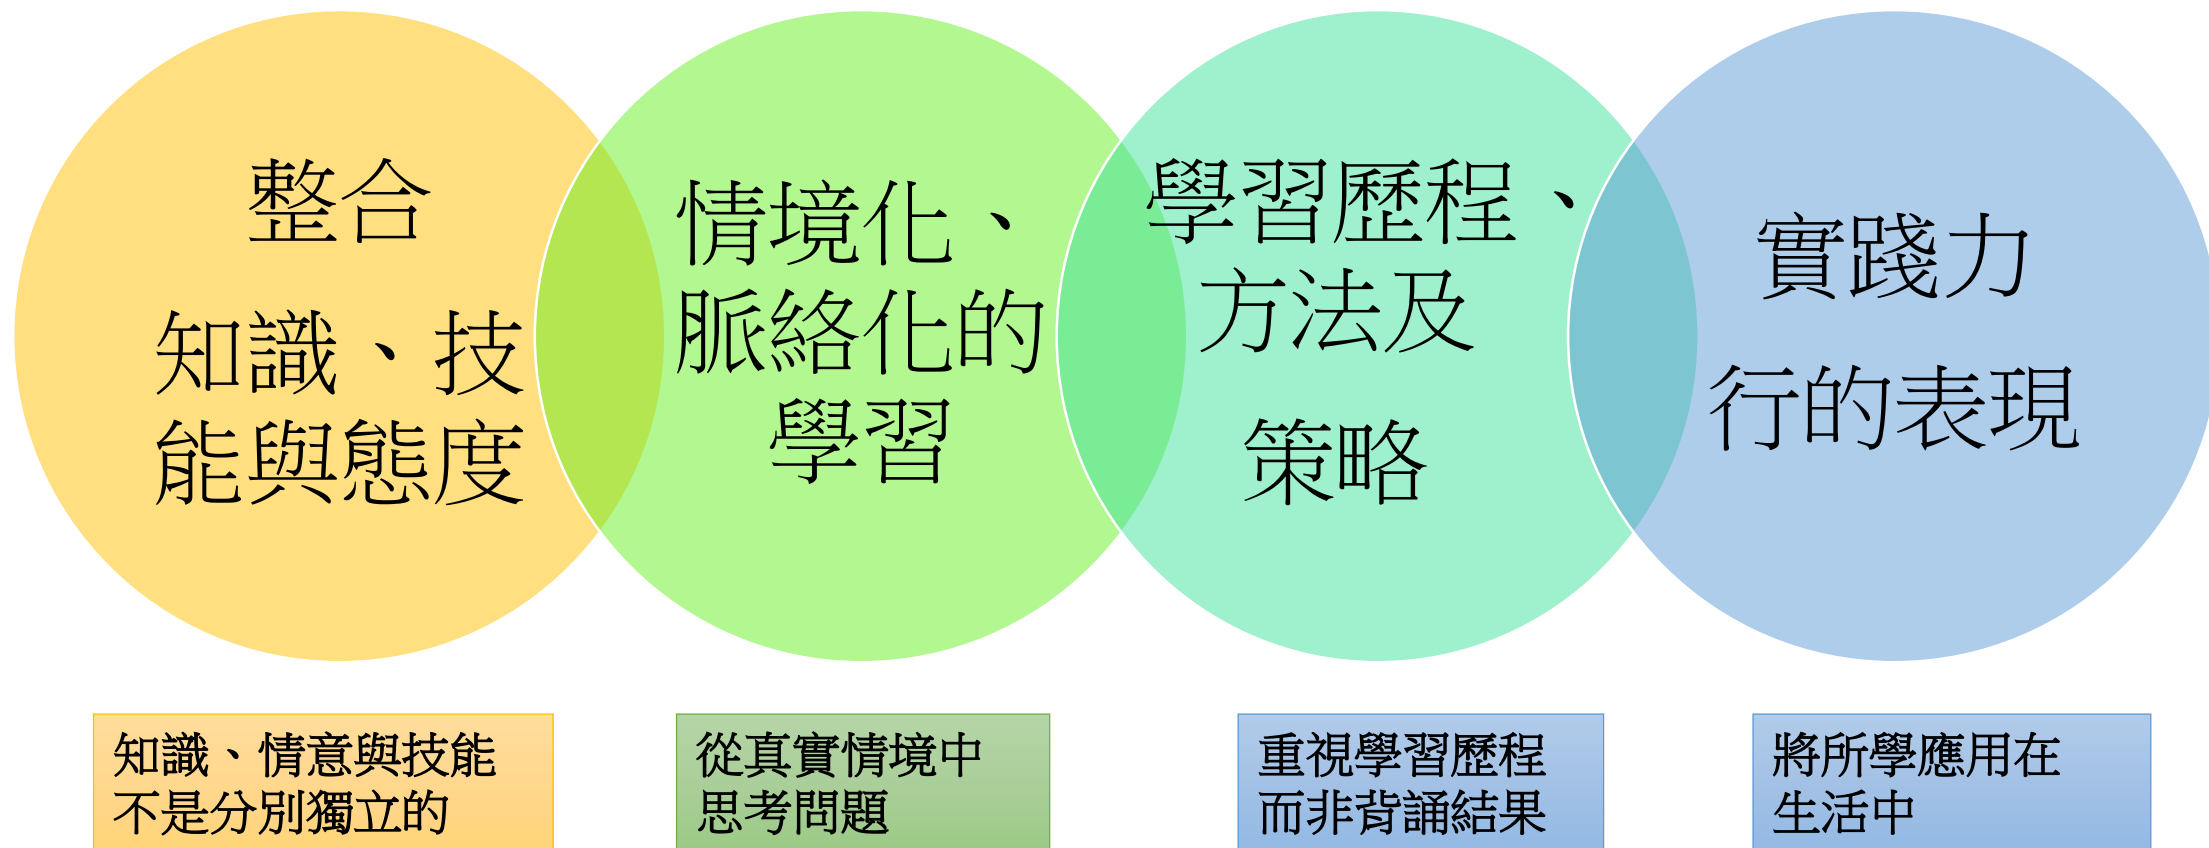 整合
知識、技
能與態度
情境化、
脈絡化的
學習
學習歷程、
方法及
策略
實踐力
行的表現
知識、情意與技能
不是分別獨立的
從真實情境中
思考問題
重視學習歷程
而非背誦結果
將所學應用在
生活中